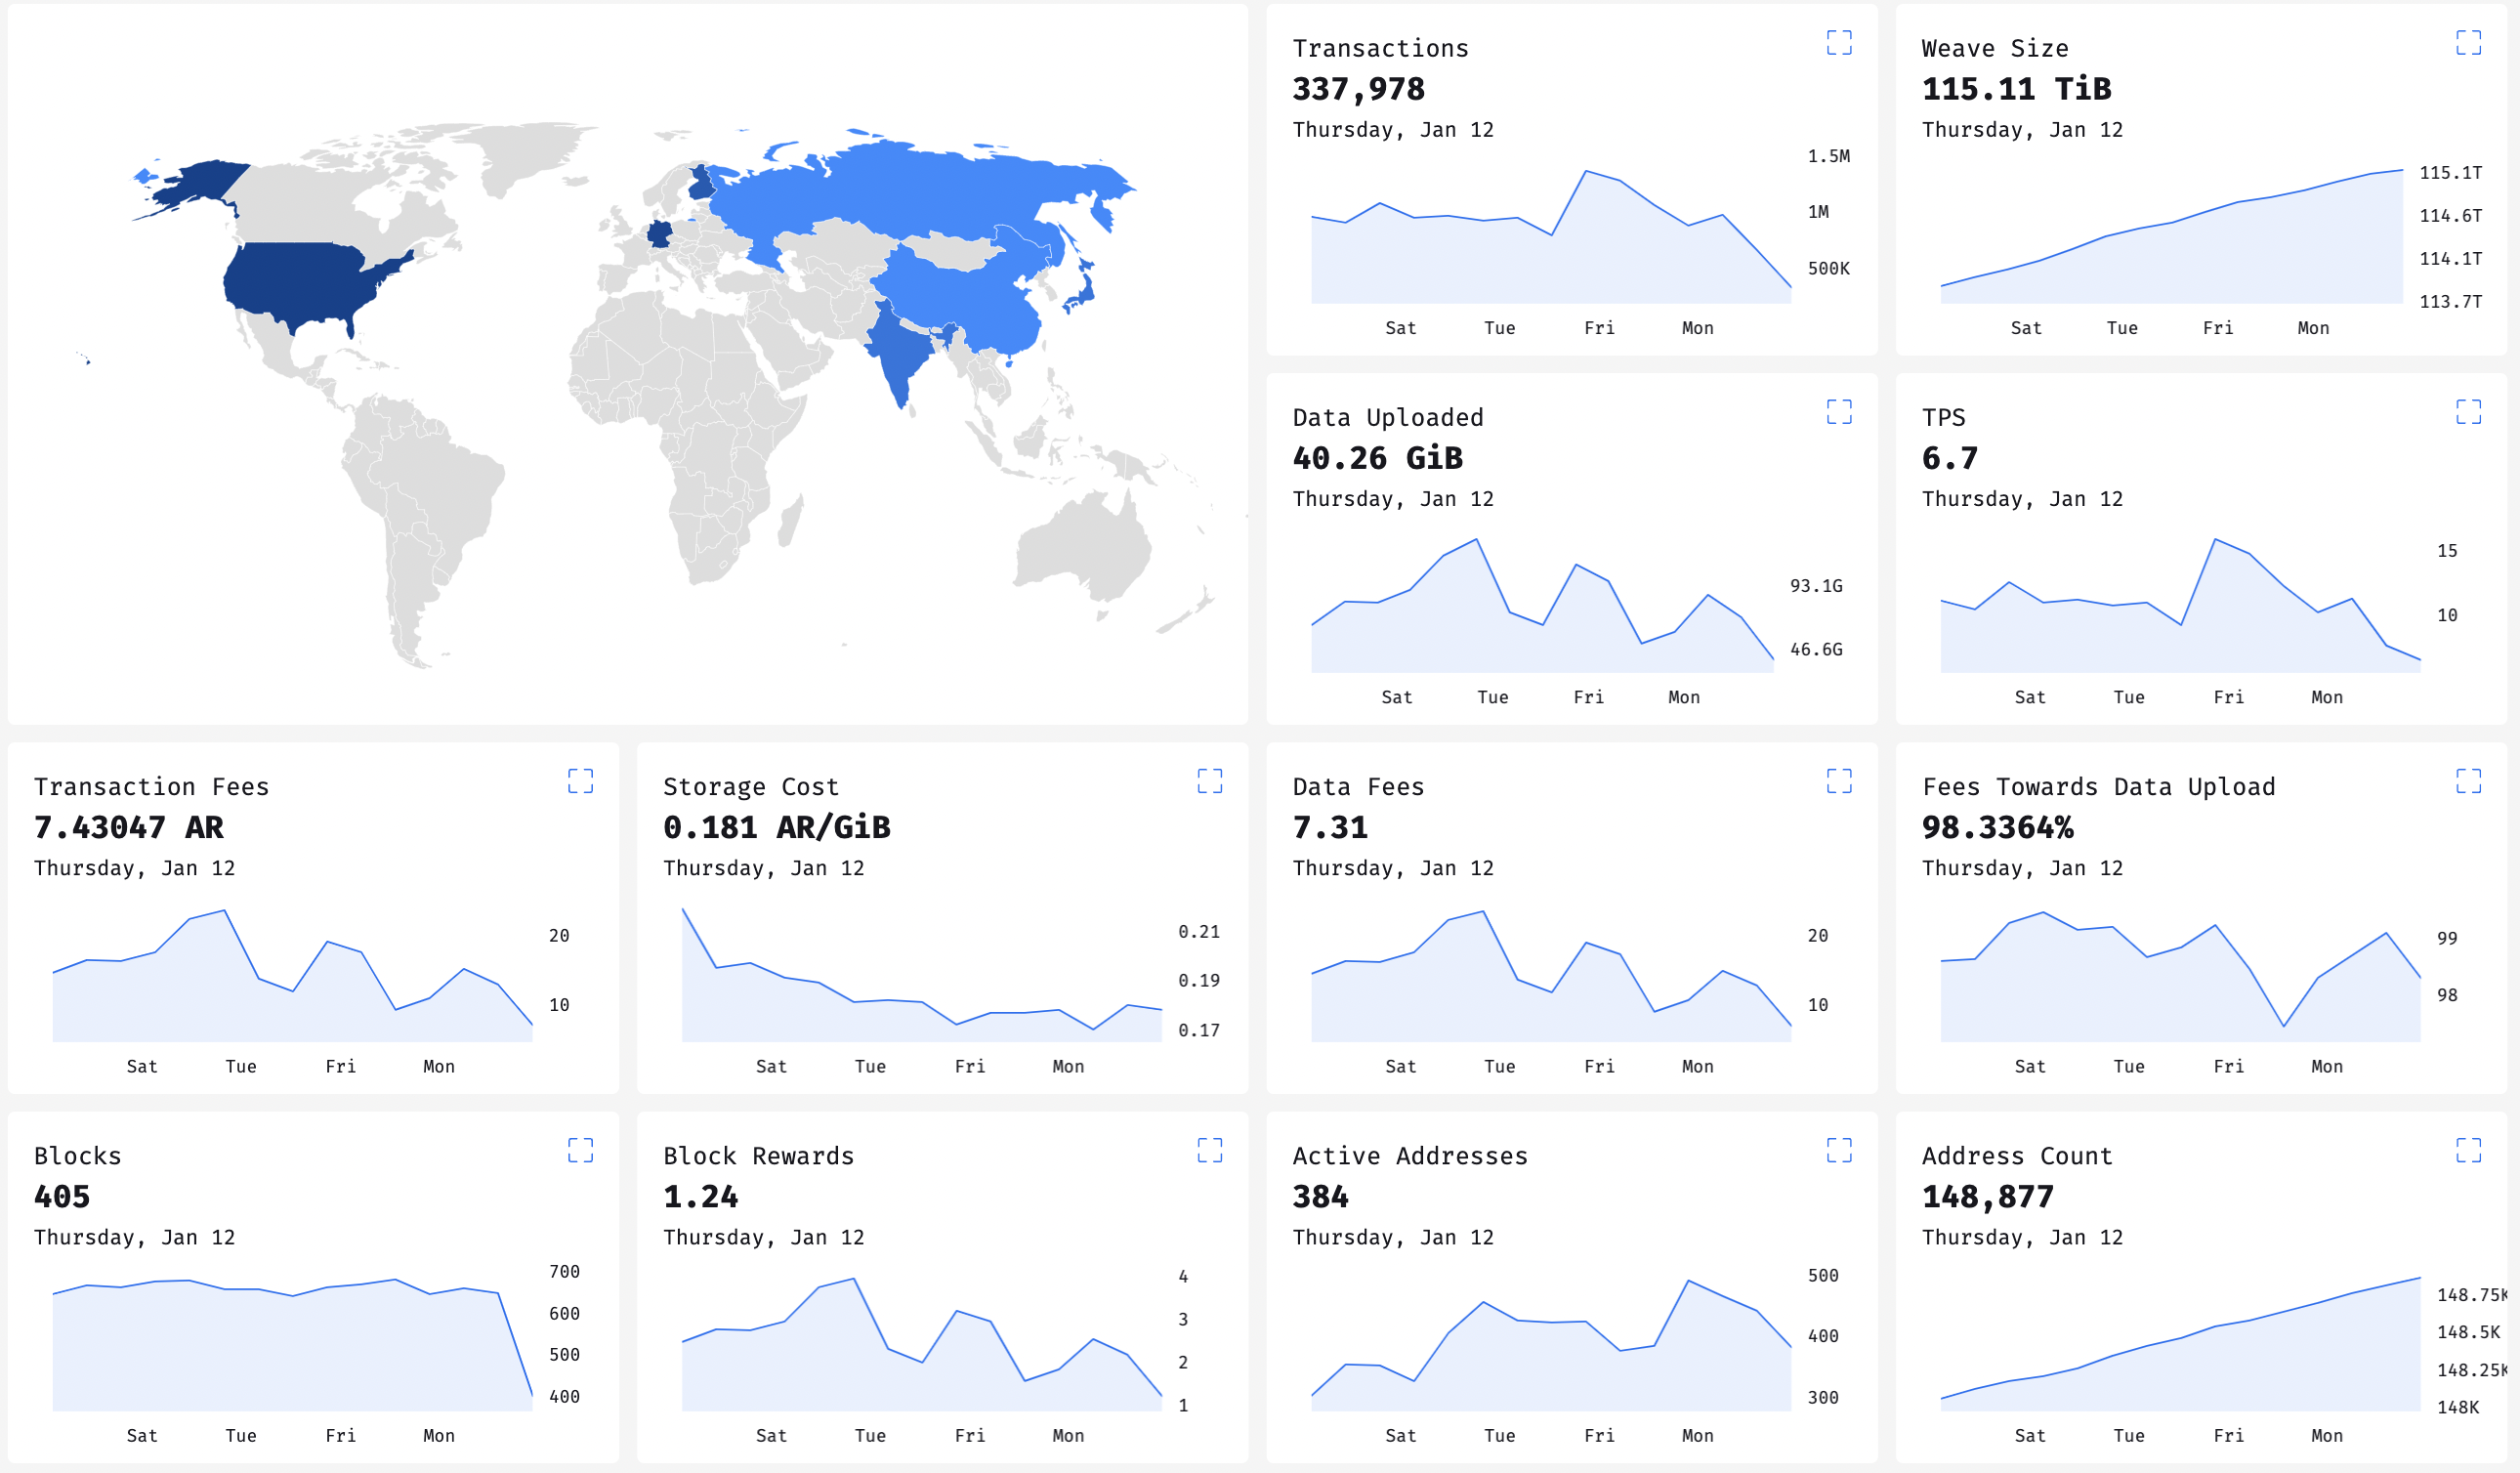 Transactions
337,978
Thursday, Jan 12
1.5M
1M
500K
Sat Tue Fri Mon
Weave Size
115.11 TiB
Thursday, Jan 12
115.1T
114.6T
114.1T
113.7T
Sat Tue Fri Mon
Data Uploaded
40.26 GiB
Thursday, Jan 12
93.1G
46.6G
Sat Tue Fri Mon
TPS
6.7
Thursday, Jan 12
15
10
Sat Tue Fri Mon
Transaction Fees
7.43047 AR
Thursday, Jan 12
20
10
Sat Tue Fri Mon
Storage Cost
0.181 AR/GiB
Thursday, Jan 12
0.21
0.19
0.17
Sat Tue Fri Mon
Data Fees
7.31
Thursday, Jan 12
20
10
Sat Tue Fri Mon
Fees Towards Data Upload
98.3364%
Thursday, Jan 12
99
98
Sat Tue Fri Mon
Blocks
405
Thursday, Jan 12
700
600
500
400
Sat Tue Fri Mon
Block Rewards
1.24
Thursday, Jan 12
4
3
2
1
Sat Tue Fri Mon
Active Addresses
384
Thursday, Jan 12
500
400
300
Sat Tue Fri Mon
Address Count
148,877
Thursday, Jan 12
148.75K
148.5K
148.25K
148K
Sat Tue Fri Mon